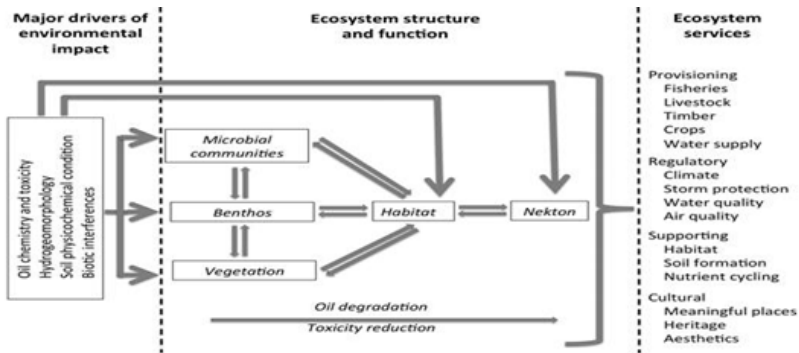 Major drivers of
environmental
impact
Ecosystem structure
and function
Ecosystem
services
Oil chemistry and toxicity
Hydrogeomorphology
Soil physicochemical condition
Biotic interferences
Microbial
communities
Benthos
Habitat
Nekton
Vegetation
Oil degradation
Toxicity reduction
Provisioning
Fisheries
Livestock
Timber
Crops
Water supply
Regulatory
Climate
Storm protection
Water quality
Air quality
Supporting
Habitat
Soil formation
Nutrient cycling
Cultural
Meaningful places
Heritage
Aesthetics